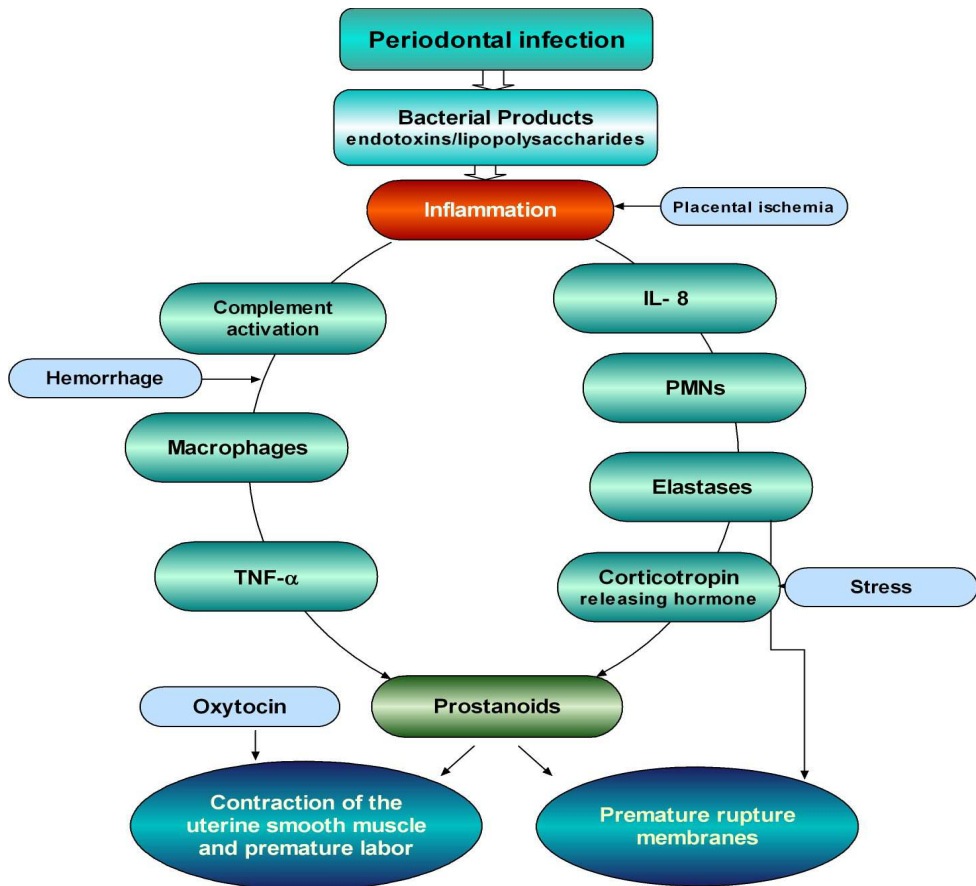 Periodontal infection
Bacterial Products
endotoxins/lipopolysaccharides
Inflammation
Placental ischemia
Complement
activation
IL- 8
Hemorrhage
PMNs
Macrophages
Elastases
TNF-α
Corticotropin
releasing hormone
Stress
Oxytocin
Prostanoids
Contraction of the
uterine smooth muscle
and premature labor
Premature rupture
membranes